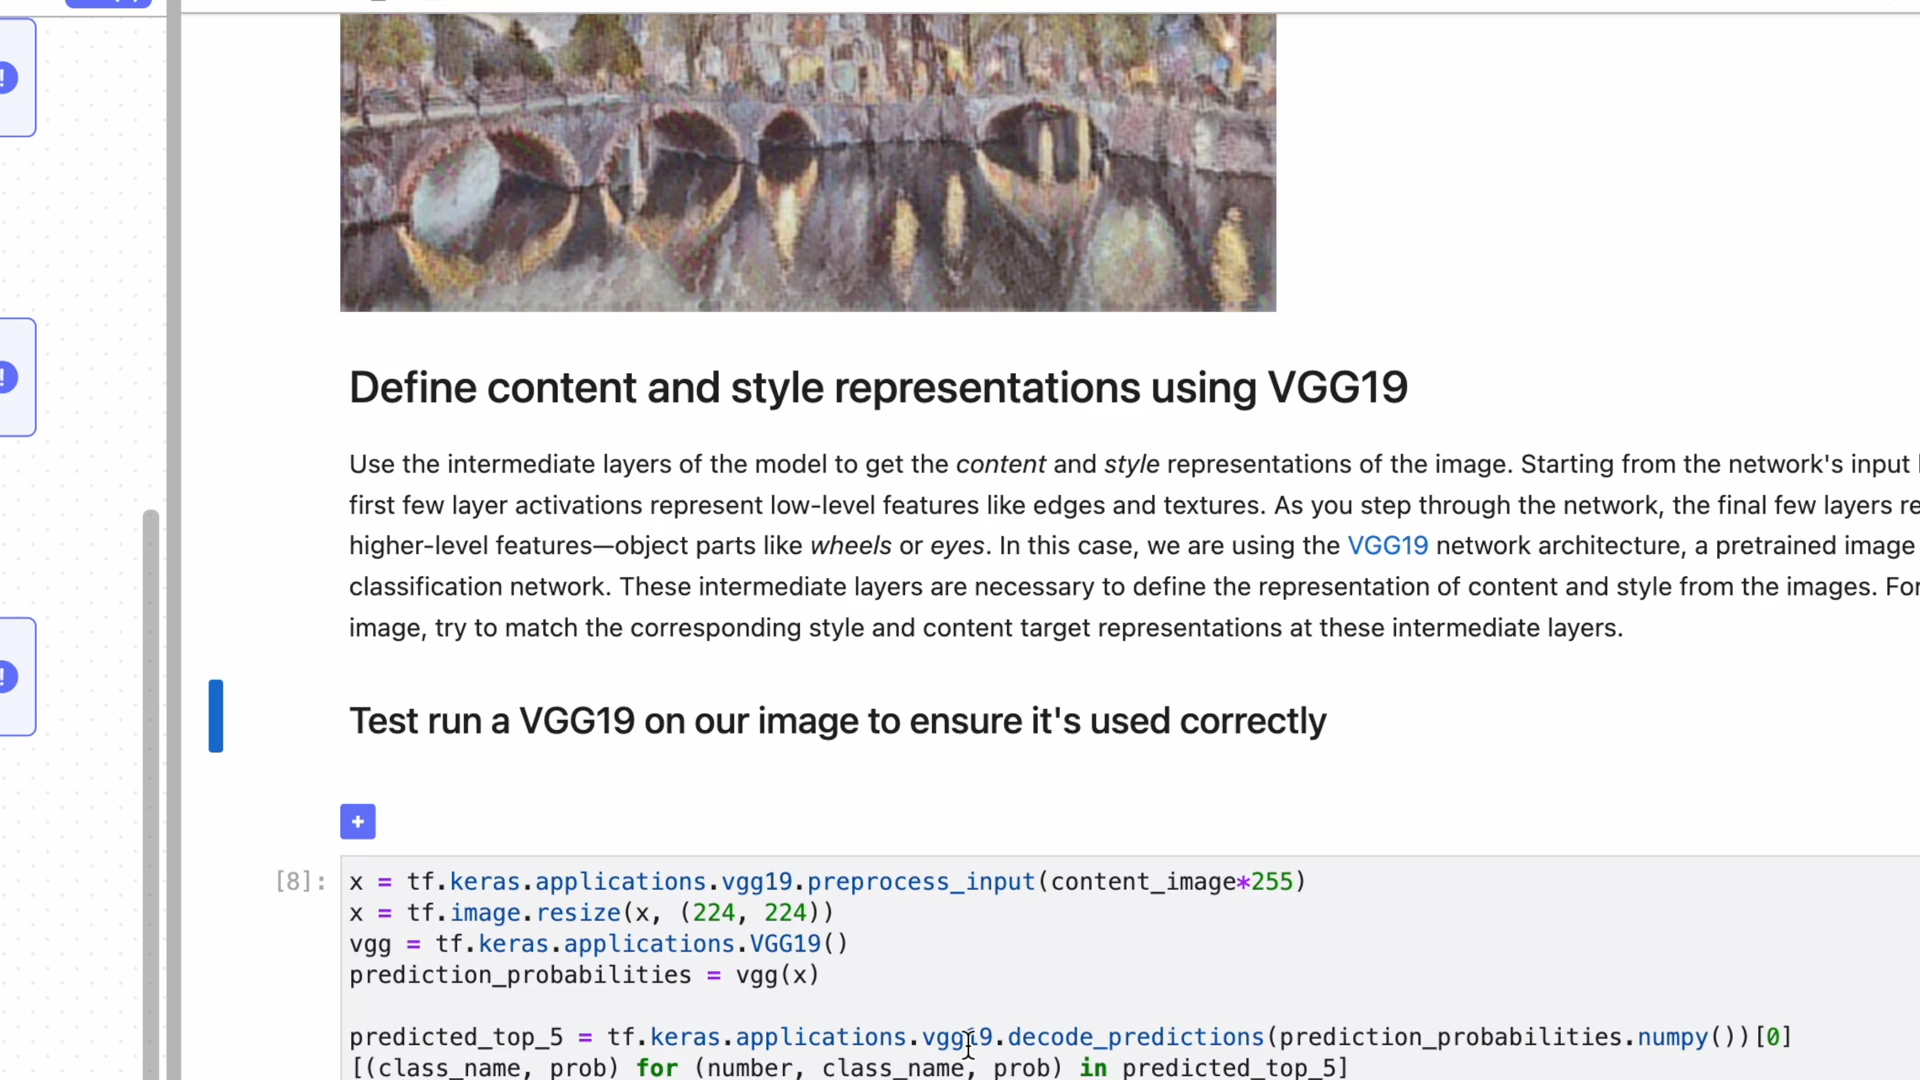 Define content and style representations using VGG19
Use the intermediate layers of the model to get the content and style representations of the image. Starting from the network's input
first few layer activations represent low-level features like edges and textures. As you step through the network, the final few layers re
higher-level features—object parts like wheels or eyes. In this case, we are using the VGG19 network architecture, a pretrained image
classification network. These intermediate layers are necessary to define the representation of content and style from the images. For
image, try to match the corresponding style and content target representations at these intermediate layers.
Test run a VGG19 on our image to ensure it's used correctly
+
[8]: x = tf.keras.applications.vgg19.preprocess_input(content_image*255)
x = tf.image.resize(x, (224, 224))
vgg = tf.keras.applications.VGG19()
prediction_probabilities = vgg(x)
predicted_top_5 = tf.keras.applications.vgg19.decode_predictions(prediction_probabilities.numpy())[0]
[(class_name, prob) for (number, class_name, prob) in predicted_top_5]
!
!
!